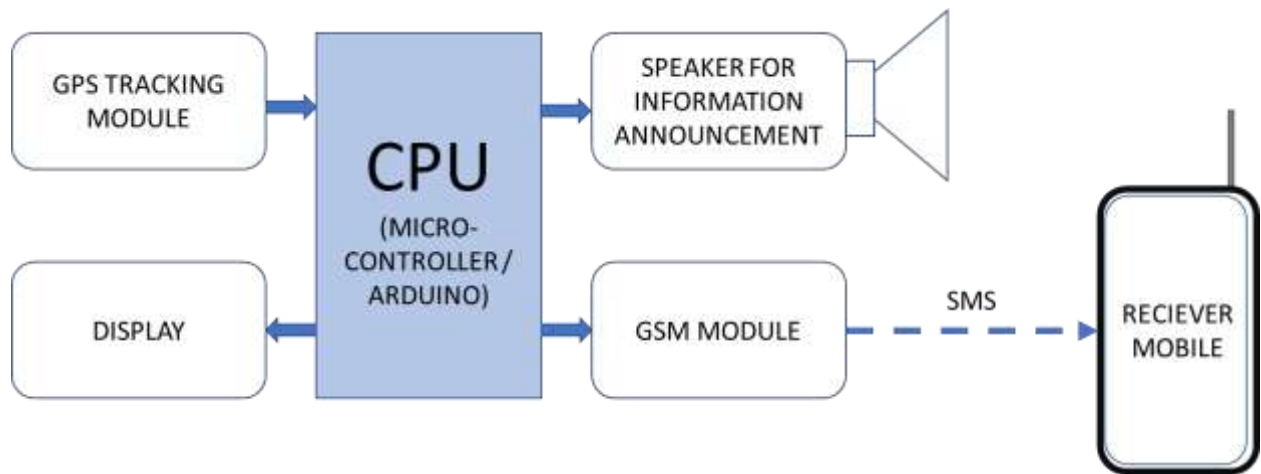 GPS TRACKING
MODULE
CPU
(MICRO-
CONTROLLER /
ARDUINO)
SPEAKER FOR
INFORMATION
ANNOUNCEMENT
DISPLAY
GSM MODULE
SMS
RECIEVER
MOBILE